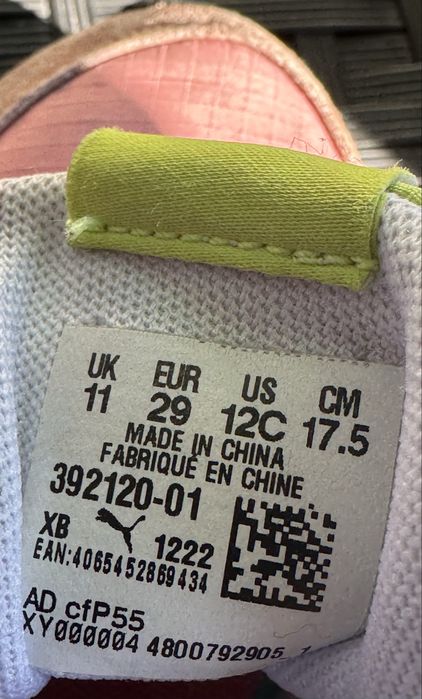 UK EUR US CM
11 29 12C 17.5
MADE IN CHINA
FABRIQUÉ EN CHINE
392120-01
XB 1222
EAN:4065452869434
AD cfP55
XY000004 4800792905_1